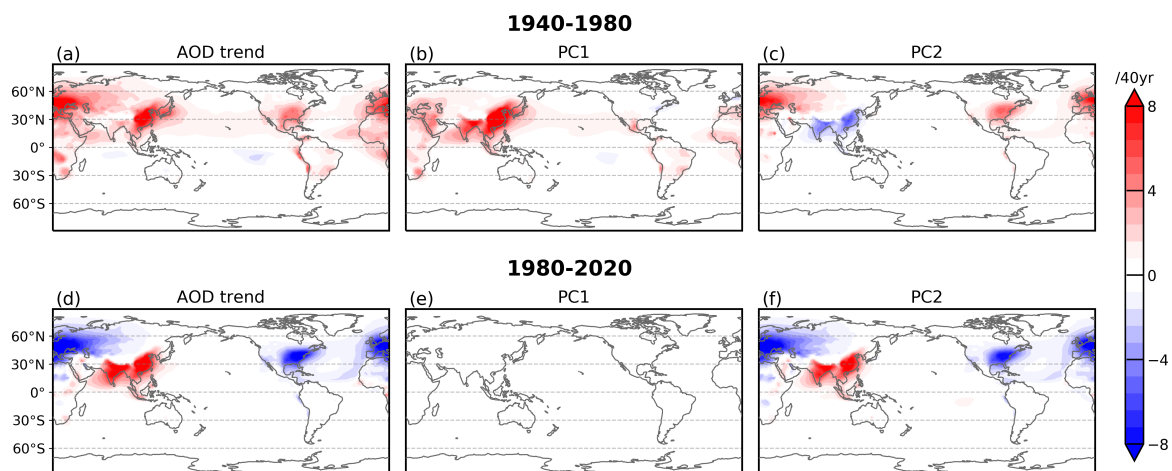 1940-1980
(a) AOD trend (b) PC1 (c) PC2
/40yr
60°N
30°N
0°
30°S
60°S
8
4
0
−4
−8
1980-2020
(d) AOD trend (e) PC1 (f) PC2
60°N
30°N
0°
30°S
60°S